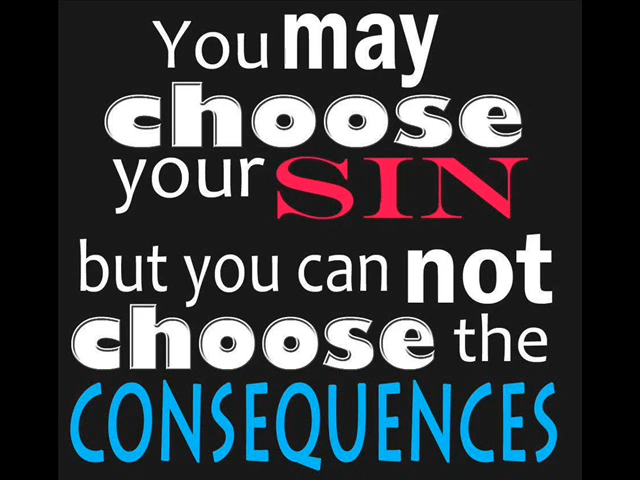 You may
choose
your SIN
but you can not
choose the
CONSEQUENCES